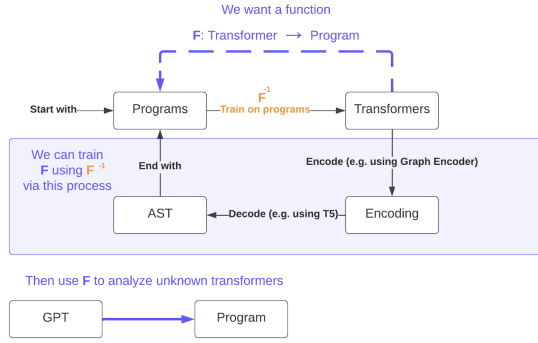 We want a function
F: Transformer → Program
Start with
Programs
F-1
Train on programs
Transformers
We can train
F using F -1
via this process
End with
Encode (e.g. using Graph Encoder)
AST
Decode (e.g. using T5)
Encoding
Then use F to analyze unknown transformers
GPT
Program